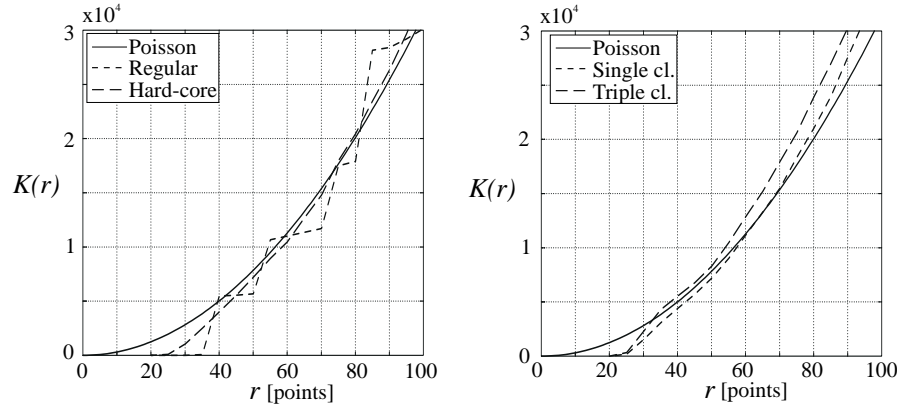 x10⁴
3
Poisson
Regular
Hard-core
2
K(r)
1
0
0 20 40 60 80 100
r [points]
x10⁴
3
Poisson
Single cl.
Triple cl.
2
K(r)
1
0
0 20 40 60 80 100
r [points]